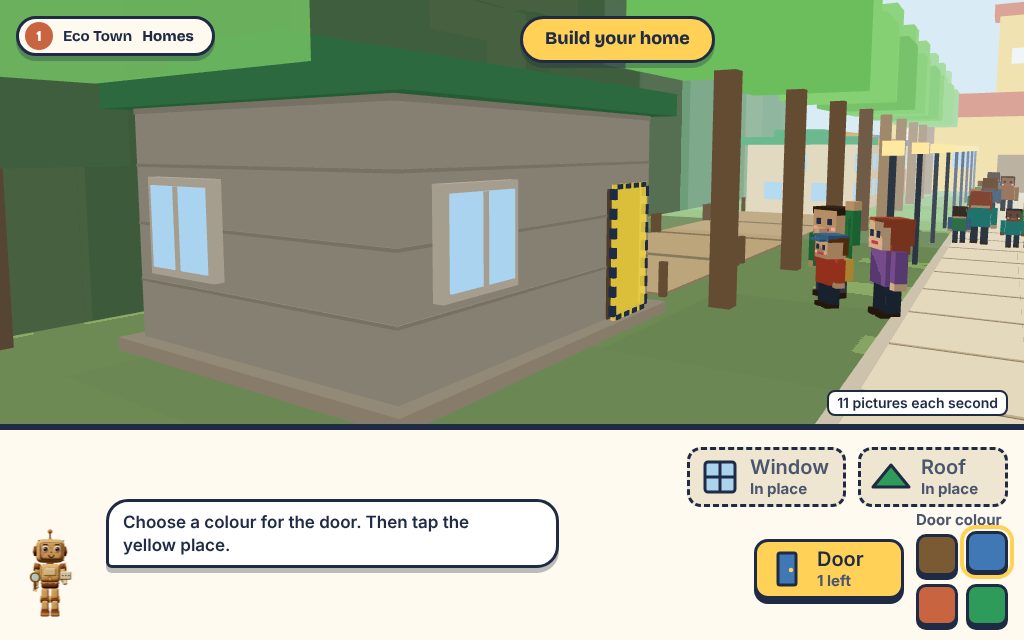 1 Eco Town Homes
Build your home
11 pictures each second
Window
In place
Roof
In place
Door colour
Choose a colour for the door. Then tap the
yellow place.
Door
1 left